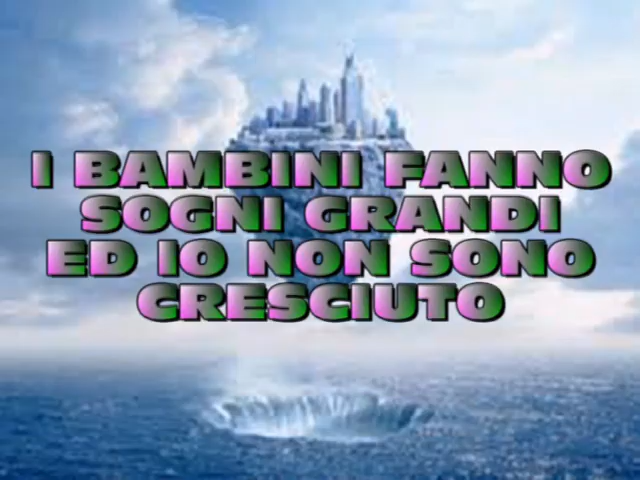 I BAMBINI FANNO
SOGNI GRANDI
ED IO NON SONO
CRESCIUTO